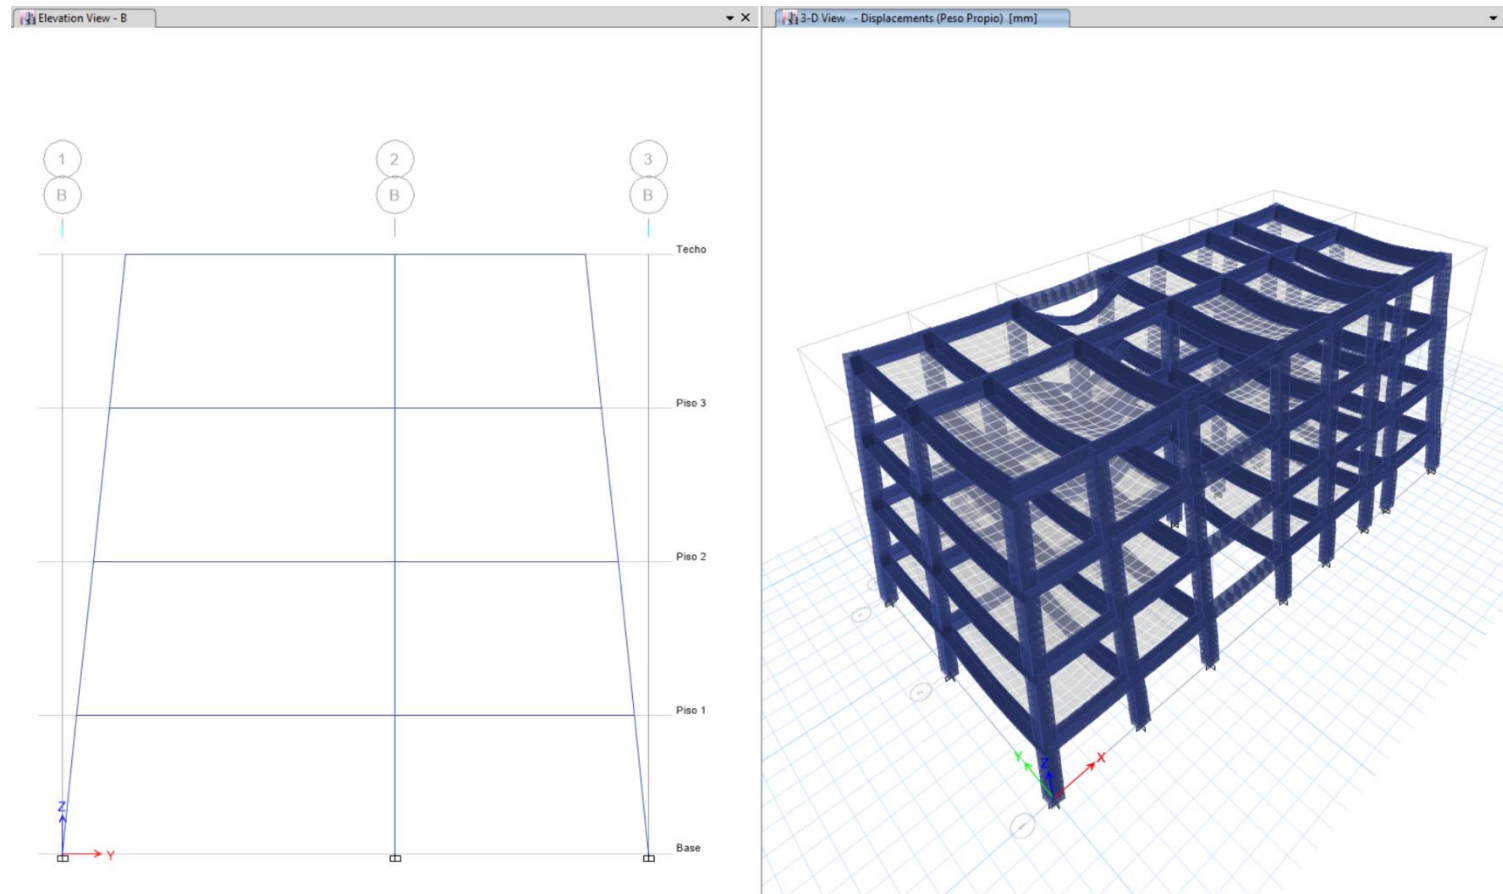 Elevation View - B
3-D View - Displacements (Peso Propio) [mm]
1
2
3
B
B
B
Techo
Piso 3
Piso 2
Piso 1
Base
Z
Y
Y
Z
X